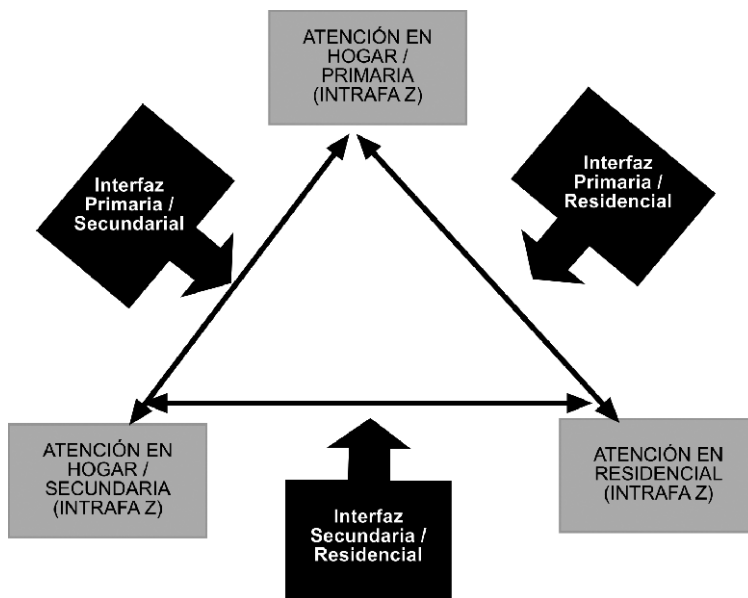 ATENCIÓN EN
HOGAR /
PRIMARIA
(INTRAFA Z)
Interfaz
Primaria /
Secundarial
Interfaz
Primaria /
Residencial
ATENCIÓN EN
HOGAR /
SECUNDARIA
(INTRAFA Z)
ATENCIÓN EN
RESIDENCIAL
(INTRAFA Z)
Interfaz
Secundaria /
Residencial